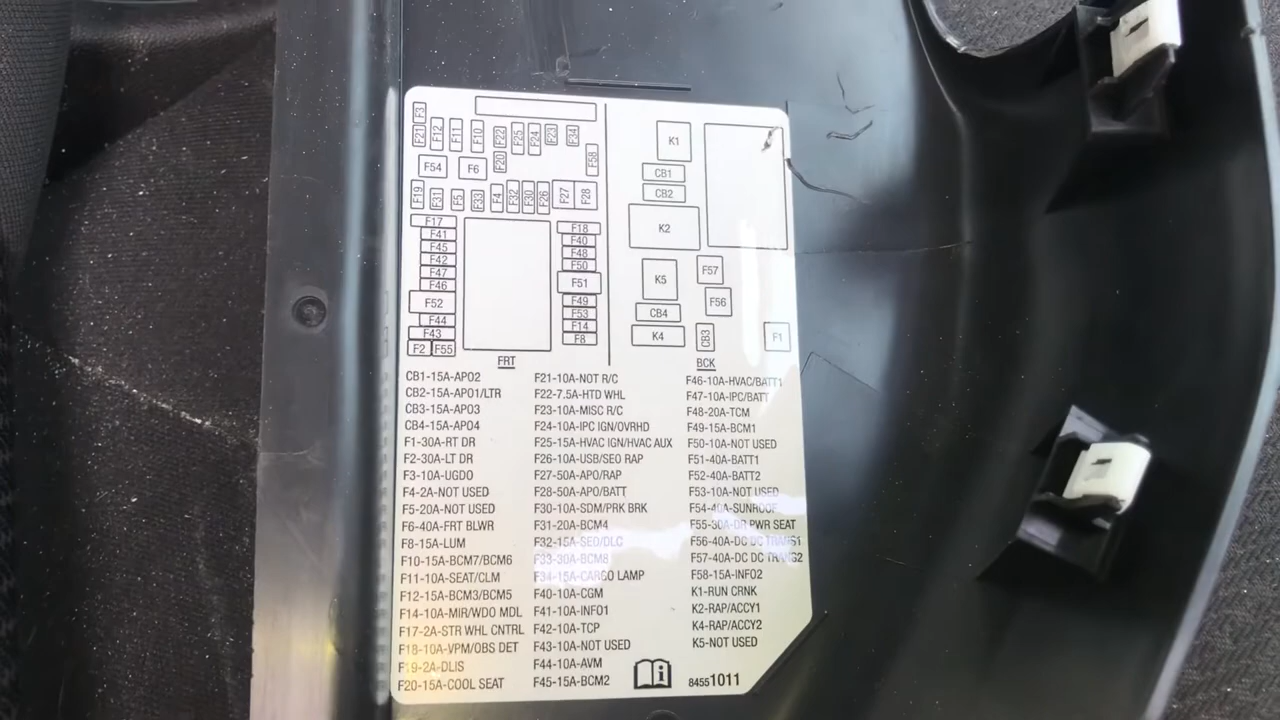 F3
F21 F12 F11 F10 F22 F25 F24 F23 F34
F54 F6 F20 F58
F19 F31 F5 F33 F4 F32 F30 F26 F27 F28
F17
F41
F45
F42
F47
F46
F52
F44
F43
F2 F55
F18
F40
F48
F50
F51
F49
F53
F14
F8
FRT
K1
CB1
CB2
K2
K5 F57
F56
CB4
K4 CB3 F1
BCK
CB1-15A-APO2
CB2-15A-APO1/LTR
CB3-15A-APO3
CB4-15A-APO4
F1-30A-RT DR
F2-30A-LT DR
F3-10A-UGDO
F4-2A-NOT USED
F5-20A-NOT USED
F6-40A-FRT BLWR
F8-15A-LUM
F10-15A-BCM7/BCM6
F11-10A-SEAT/CLM
F12-15A-BCM3/BCM5
F14-10A-MIR/WDO MDL
F17-2A-STR WHL CNTRL
F18-10A-VPM/OBS DET
F19-2A-DLIS
F20-15A-COOL SEAT
F21-10A-NOT R/C
F22-7.5A-HTD WHL
F23-10A-MISC R/C
F24-10A-IPC IGN/OVRHD
F25-15A-HVAC IGN/HVAC AUX
F26-10A-USB/SEO RAP
F27-50A-APO/RAP
F28-50A-APO/BATT
F30-10A-SDM/PRK BRK
F31-20A-BCM4
F32-15A-SEO/DLC
F33-30A-BCM8
F34-15A-CARGO LAMP
F40-10A-CGM
F41-10A-INFO1
F42-10A-TCP
F43-10A-NOT USED
F44-10A-AVM
F45-15A-BCM2
F46-10A-HVAC/BATT1
F47-10A-IPC/BATT
F48-20A-TCM
F49-15A-BCM1
F50-10A-NOT USED
F51-40A-BATT1
F52-40A-BATT2
F53-10A-NOT USED
F54-40A-SUNROOF
F55-30A-DR PWR SEAT
F56-40A-DC DC TRANS1
F57-40A-DC DC TRANS2
F58-15A-INFO2
K1-RUN CRNK
K2-RAP/ACCY1
K4-RAP/ACCY2
K5-NOT USED
84551011